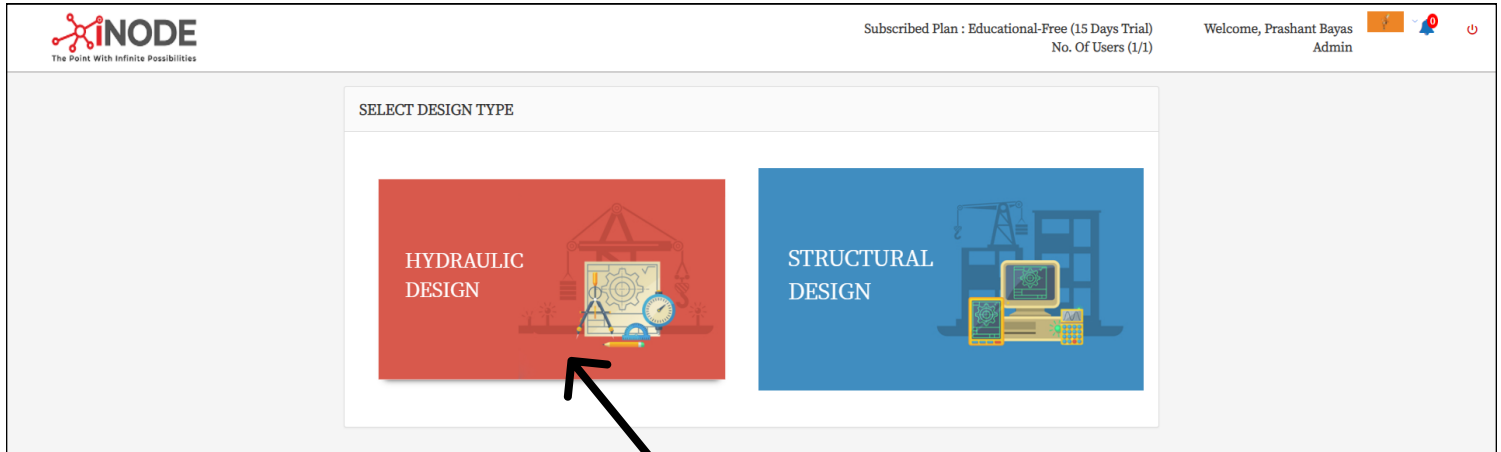 iNODE
The Point With Infinite Possibilities
Subscribed Plan : Educational-Free (15 Days Trial)
No. Of Users (1/1)
Welcome, Prashant Bayas
Admin
0
SELECT DESIGN TYPE
HYDRAULIC
DESIGN
STRUCTURAL
DESIGN